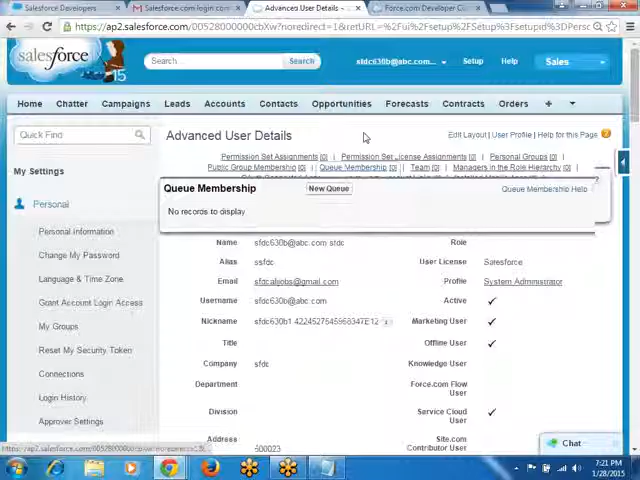 Salesforce Developers
Salesforce.com login con
Advanced User Details ~
Force.com Developer C
https://ap2.salesforce.com/00528000000cbXw?noredirect=1&retURL=%2Fui%2Fsetup%2FSetup%3Fsetupid%3DPerso
salesforce
15
Search
Search
sfdc630b@abc.com...
Setup
Help
Sales
Home
Chatter
Campaigns
Leads
Accounts
Contacts
Opportunities
Forecasts
Contracts
Orders
+
Quick Find
Advanced User Details
Edit Layout | User Profile | Help for this Page
My Settings
Permission Set Assignments [0] | Permission Set License Assignments [0] | Personal Groups [0] |
Public Group Membership [0] | Queue Membership [0] | Team [0] | Managers in the Role Hierarchy [0]
Queue Membership
New Queue
Queue Membership Help
No records to display
Personal
Personal Information
Change My Password
Language & Time Zone
Grant Account Login Access
My Groups
Reset My Security Token
Connections
Login History
Approver Settings
Name sfdc630b@abc.com sfdc
Role
Alias ssfdc
User License Salesforce
Email sfdcaljobs@gmail.com
Profile System Administrator
Username sfdc630b@abc.com
Active
Marketing User
Title
Offline User
Company sfdc
Knowledge User
Department
Force.com Flow User
Division
Service Cloud User
Address
Site.com Contributor User
Chat
7:21 PM
1/28/2015